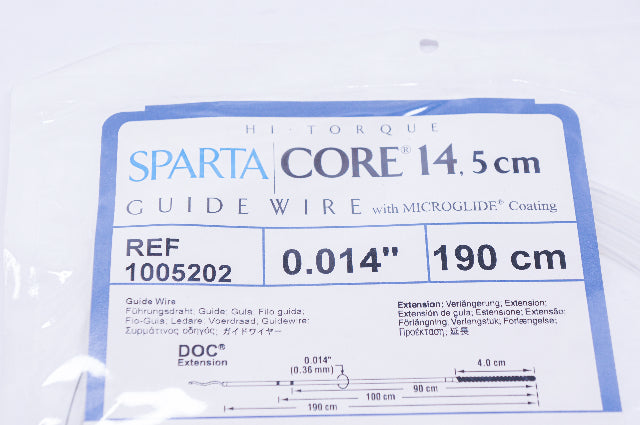 HI·TORQUE
SPARTA CORE® 14, 5 cm
GUIDE WIRE with MICROGLIDE® Coating
REF
1005202
0.014"
190 cm
Guide Wire
Führungsdraht; Guide; Guía; Filo guida;
Fio-Guia, Ledare, Voerdraad; Guidewire;
Συρμάτινος οδηγός; ガイドワイヤー
Extension; Verlängerung, Extension;
Extensión de guía; Estensione; Extensão;
Förlängning, Verlengstuk, Forlængelse;
Προέκταση, 延長
DOC®
Extension
0.014"
(0.36 mm)
4.0 cm
90 cm
100 cm
190 cm